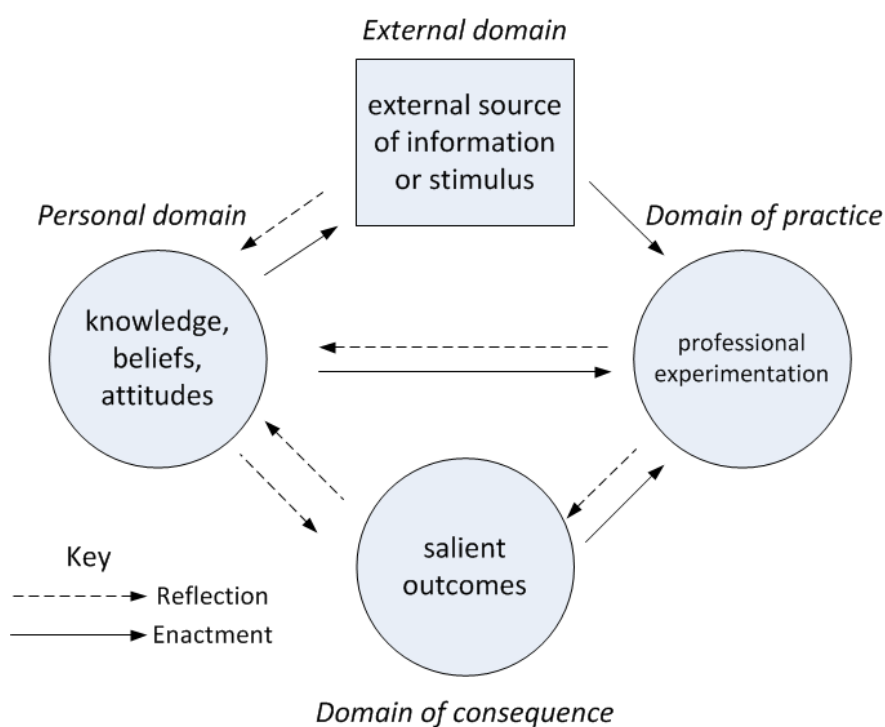 External domain
external source
of information
or stimulus
Personal domain
Domain of practice
knowledge,
beliefs,
attitudes
professional
experimentation
salient
outcomes
Key
Reflection
Enactment
Domain of consequence